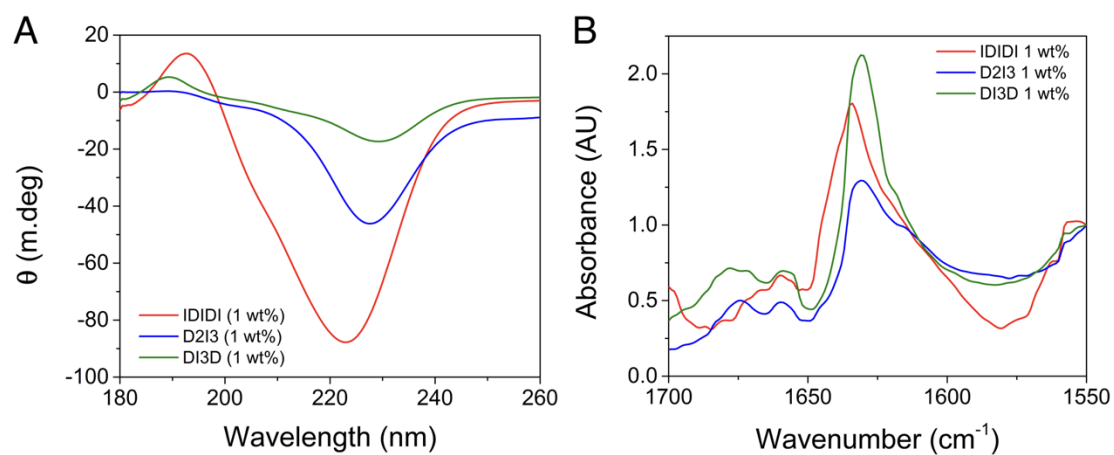 A
20
0
-20
-40
-60
-80
-100
θ (m.deg)
IDIDI (1 wt%)
D2I3 (1 wt%)
DI3D (1 wt%)
180
200
220
240
260
Wavelength (nm)
B
2.0
1.5
1.0
0.5
0.0
Absorbance (AU)
IDIDI 1 wt%
D2I3 1 wt%
DI3D 1 wt%
1700
1650
1600
1550
Wavenumber (cm⁻¹)